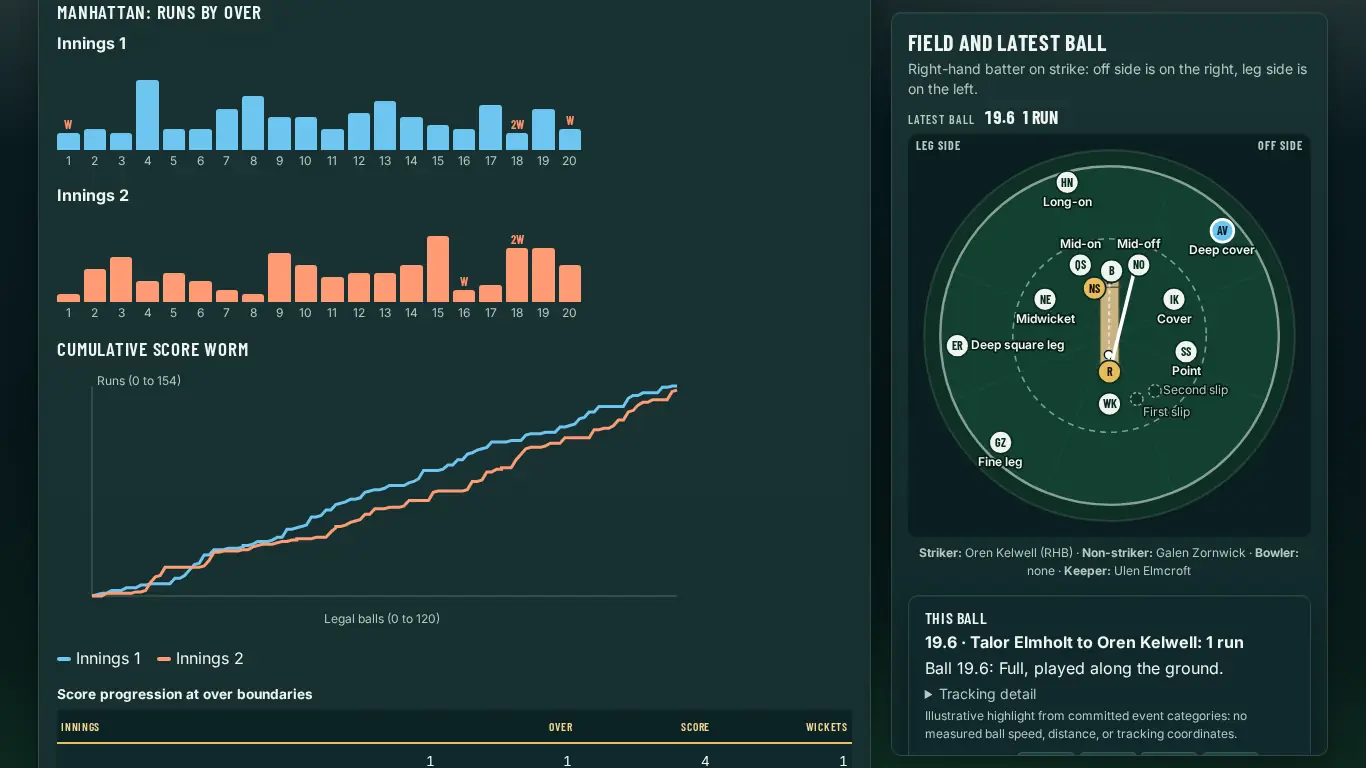 MANHATTAN: RUNS BY OVER
Innings 1
W
2W
W
1 2 3 4 5 6 7 8 9 10 11 12 13 14 15 16 17 18 19 20
Innings 2
2W
W
1 2 3 4 5 6 7 8 9 10 11 12 13 14 15 16 17 18 19 20
CUMULATIVE SCORE WORM
Runs (0 to 154)
Legal balls (0 to 120)
Innings 1 Innings 2
Score progression at over boundaries
INNINGS OVER SCORE WICKETS
1 1 4 1
FIELD AND LATEST BALL
Right-hand batter on strike: off side is on the right, leg side is
on the left.
LATEST BALL 19.6 1 RUN
LEG SIDE OFF SIDE
HN
Long-on
AV
Deep cover
Mid-on Mid-off
QS B NO
NS
NE IK
Midwicket Cover
ER Deep square leg
SS
Point
R
Second slip
WK
First slip
GZ
Fine leg
Striker: Oren Kelwell (RHB) · Non-striker: Galen Zornwick · Bowler:
none · Keeper: Ulen Elmcroft
THIS BALL
19.6 · Talor Elmholt to Oren Kelwell: 1 run
Ball 19.6: Full, played along the ground.
Tracking detail
Illustrative highlight from committed event categories: no
measured ball speed, distance, or tracking coordinates.